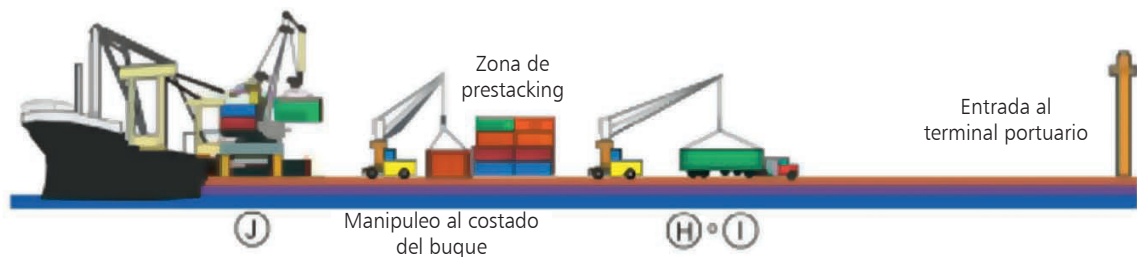 Zona de
prestacking
Entrada al
terminal portuario
J
Manipuleo al costado
del buque
H o I